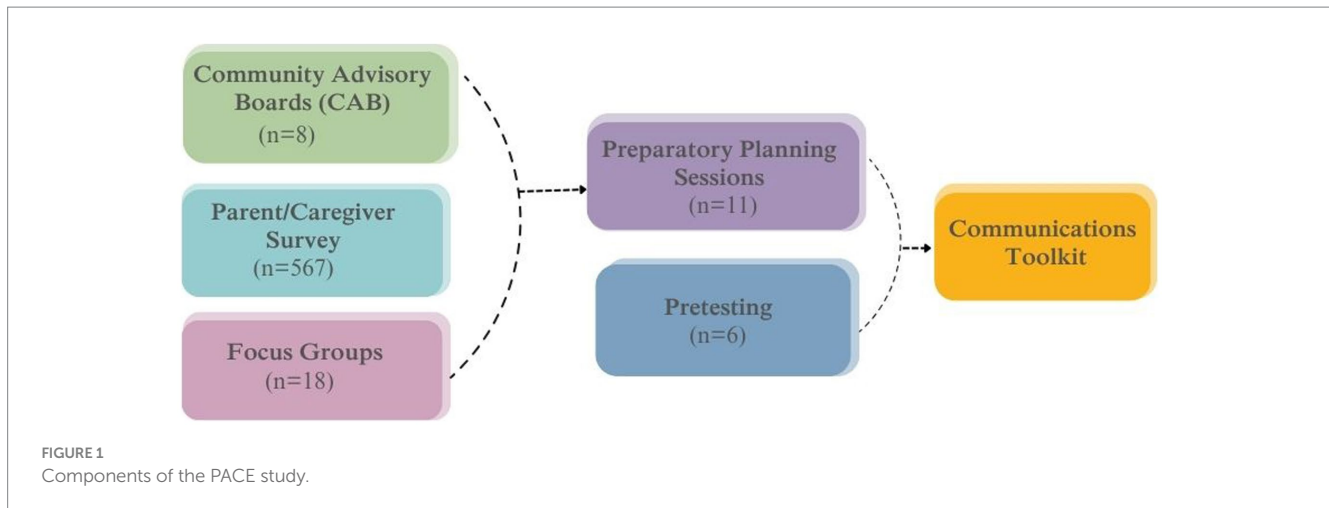 Community Advisory
Boards (CAB)
(n=8)
Parent/Caregiver
Survey
(n=567)
Focus Groups
(n=18)
Preparatory Planning
Sessions
(n=11)
Pretesting
(n=6)
Communications
Toolkit
FIGURE 1
Components of the PACE study.